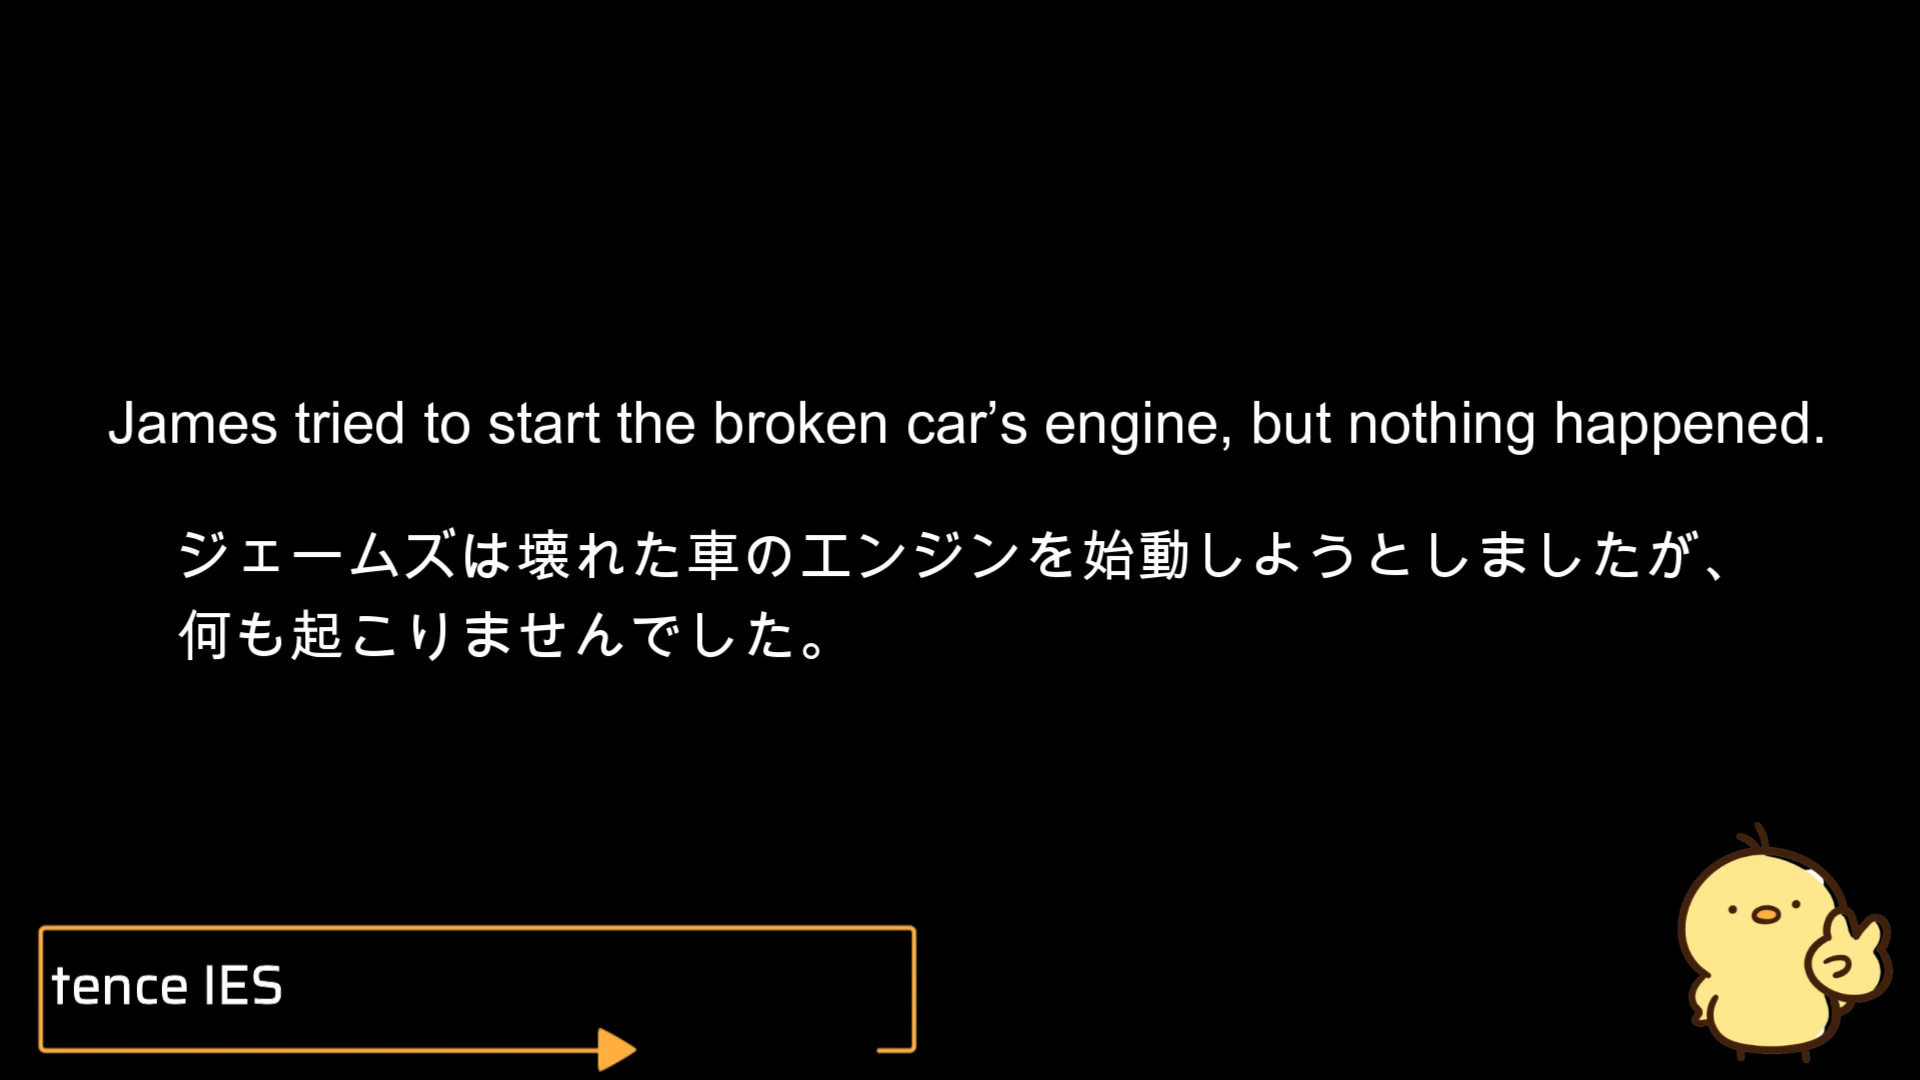 James tried to start the broken car’s engine, but nothing happened.
ジェームズは壊れた車のエンジンを始動しようとしましたが、
何も起こりませんでした。
tence IES